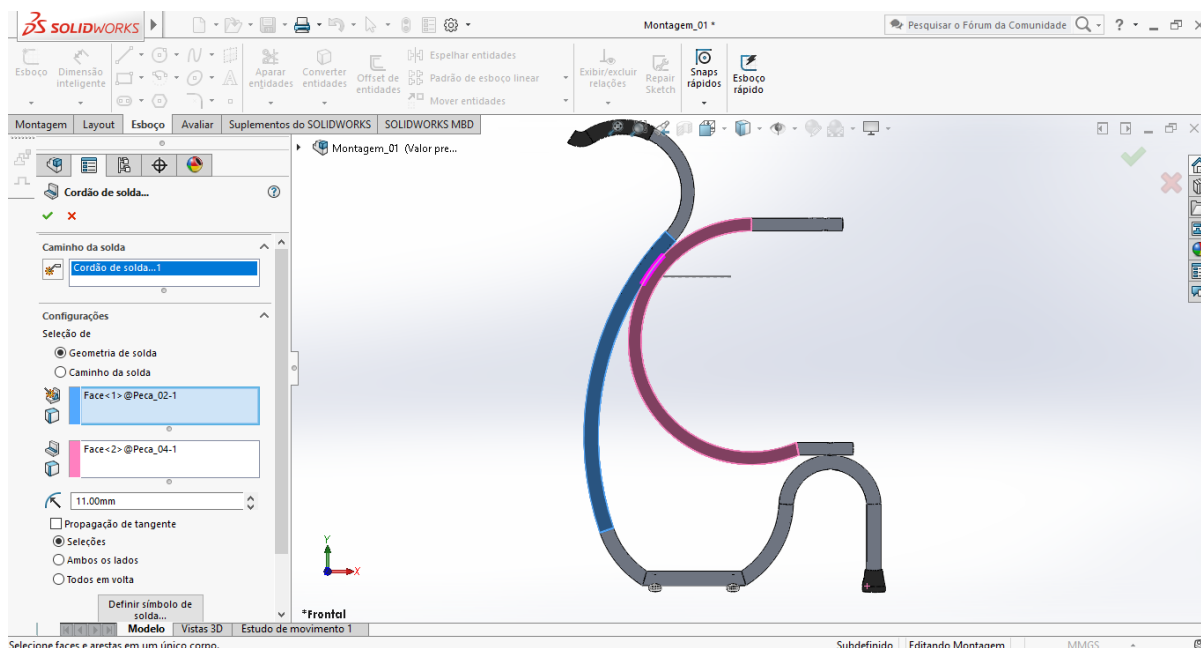 SOLIDWORKS
Montagem_01 *
Pesquisar o Fórum da Comunidade
Esboço
Dimensão inteligente
Aparar entidades
Converter entidades
Offset de entidades
Espelhar entidades
Padrão de esboço linear
Mover entidades
Exibir/excluir relações
Repair Sketch
Snaps rápidos
Esboço rápido
Montagem Layout Esboço Avaliar Suplementos do SOLIDWORKS SOLIDWORKS MBD
Montagem_01 (Valor pre...
Cordão de solda...
Caminho da solda
Cordão de solda...1
Configurações
Seleção de
Geometria de solda
Caminho da solda
Face<1>@Peca_02-1
Face<2>@Peca_04-1
11.00mm
Propagação de tangente
Seleções
Ambos os lados
Todos em volta
Definir símbolo de solda...
Y
X
*Frontal
Modelo Vistas 3D Estudo de movimento 1
Selecione faces e arestas em um único corpo.
Subdefinido Editando Montagem MMGS